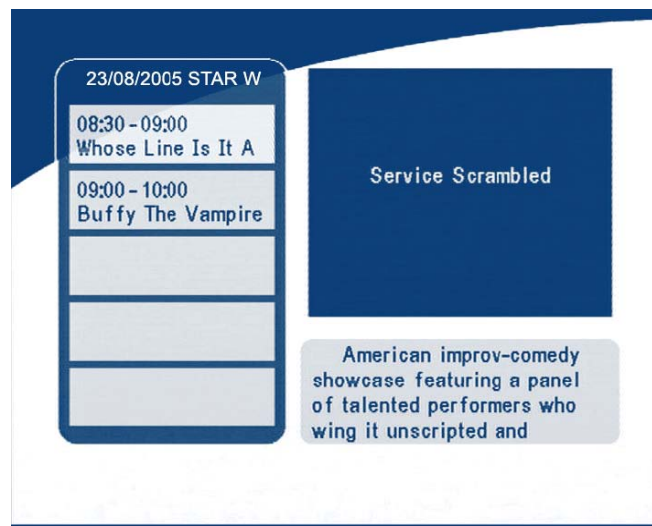 23/08/2005 STAR W
08:30-09:00
Whose Line Is It A
09:00-10:00
Buffy The Vampire
Service Scrambled
American improv-comedy
showcase featuring a panel
of talented performers who
wing it unscripted and